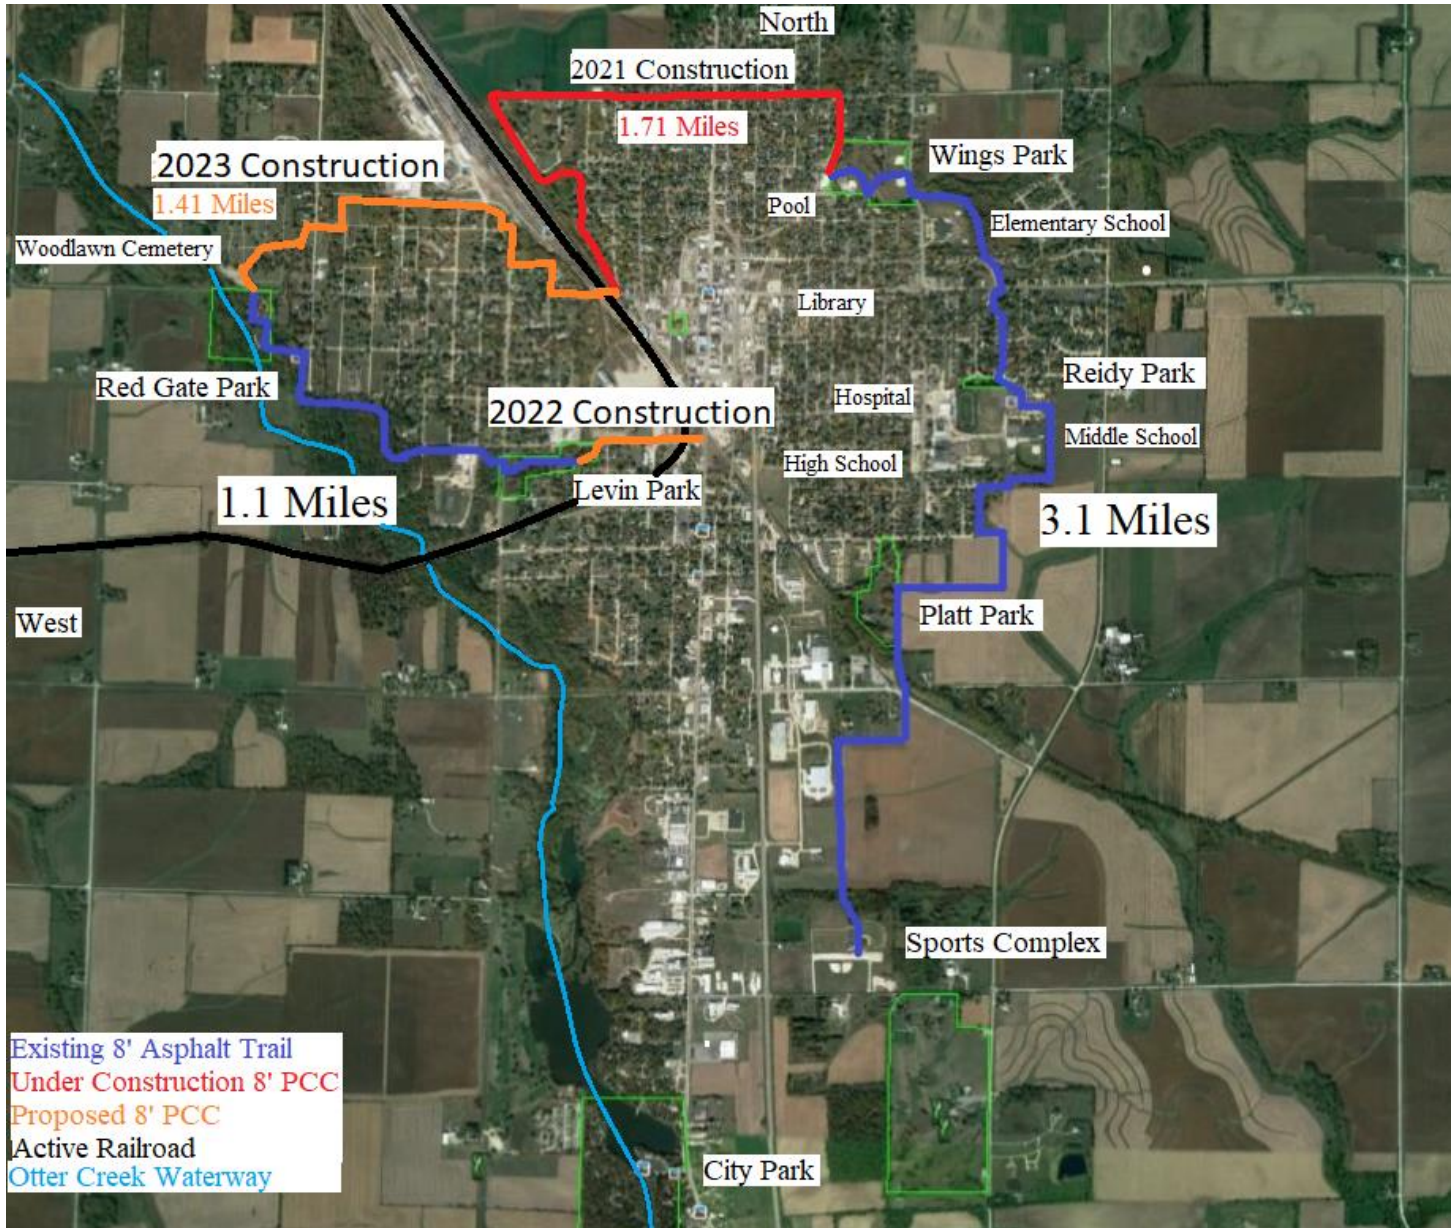 North
2021 Construction
1.71 Miles
2023 Construction
1.41 Miles
Wings Park
Pool
Elementary School
Woodlawn Cemetery
Library
Red Gate Park
Reidy Park
Hospital
2022 Construction
Middle School
High School
Levin Park
1.1 Miles
3.1 Miles
West
Platt Park
Sports Complex
Existing 8' Asphalt Trail
Under Construction 8' PCC
Proposed 8' PCC
Active Railroad
Otter Creek Waterway
City Park